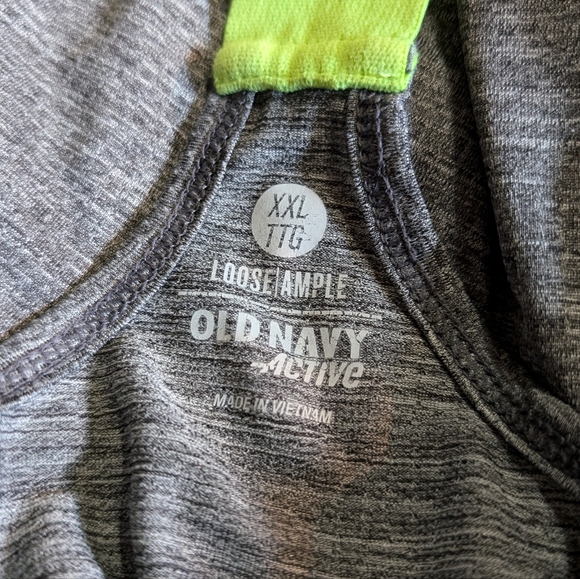 XXL
TTG
LOOSE|AMPLE
OLD NAVY
ACTIVE
MADE IN VIETNAM